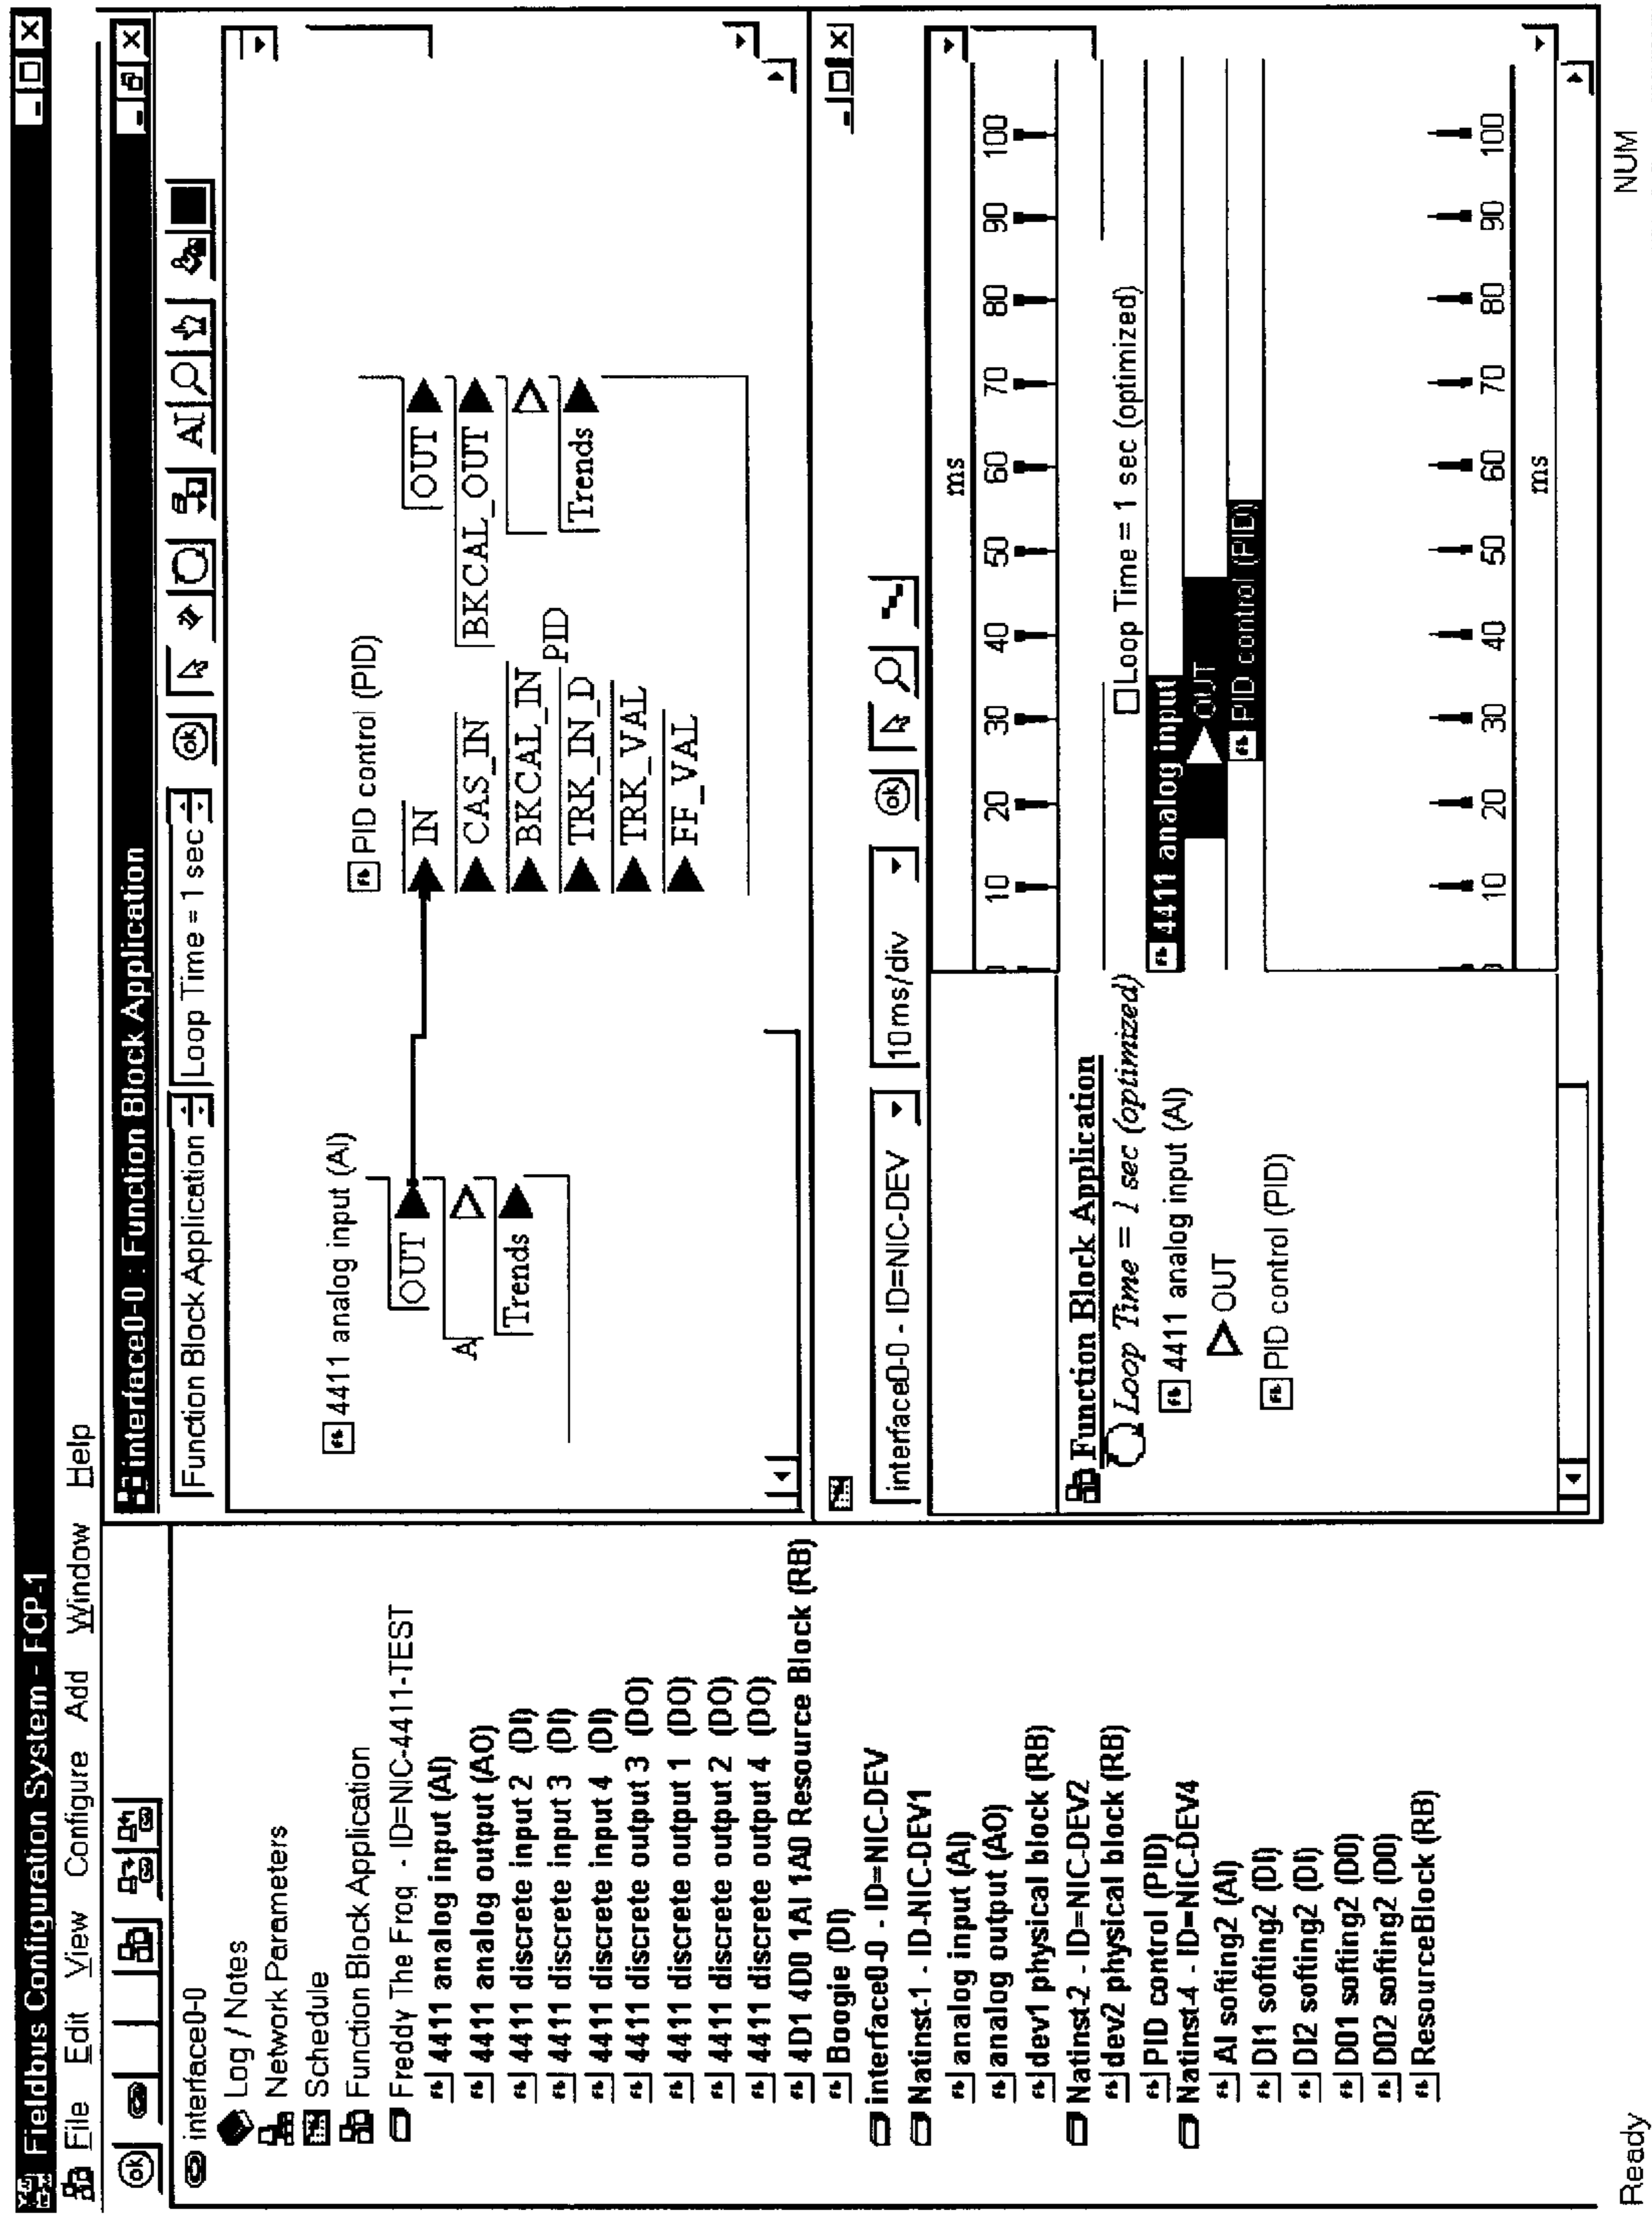 Fieldbus Configuration System - FCP-1
File Edit View Configure Add Window Help
ok
interface0-0
Log / Notes
Network Parameters
Schedule
Function Block Application
Freddy The Frog - ID=NIC-4411-TEST
4411 analog input (AI)
4411 analog output (AO)
4411 discrete input 2 (DI)
4411 discrete input 3 (DI)
4411 discrete input 4 (DI)
4411 discrete output 3 (DO)
4411 discrete output 1 (DO)
4411 discrete output 2 (DO)
4411 discrete output 4 (DO)
4D1 4D0 1AI 1A0 Resource Block (RB)
Boogie (DI)
interface0-0 - ID=NIC-DEV
Natinst-1 - ID-NIC-DEV1
analog input (AI)
analog output (AO)
dev1 physical block (RB)
Natinst-2 - ID=NIC-DEV2
dev2 physical block (RB)
PID control (PID)
Natinst-4 - ID=NIC-DEV4
AI softing2 (AI)
DI1 softing2 (DI)
DI2 softing2 (DI)
D01 softing2 (D0)
D02 softing2 (D0)
ResourceBlock (RB)
interface0-0 : Function Block Application
Function Block Application Loop Time = 1 sec ok AI
4411 analog input (AI)
OUT
AI
Trends
PID control (PID)
IN
CAS_IN
BKCAL_IN
TRK_IN_D
TRK_VAL
FF_VAL
PID
OUT
BKCAL_OUT
Trends
interface0-0 - ID=NIC-DEV 10ms/div ok
ms
0 10 20 30 40 50 60 70 80 90 100
Function Block Application
Loop Time = 1 sec (optimized)
Loop Time = 1 sec (optimized)
4411 analog input (AI)
4411 analog input
OUT
OUT
PID control (PID)
PID control (PID)
0 10 20 30 40 50 60 70 80 90 100
ms
Ready NUM